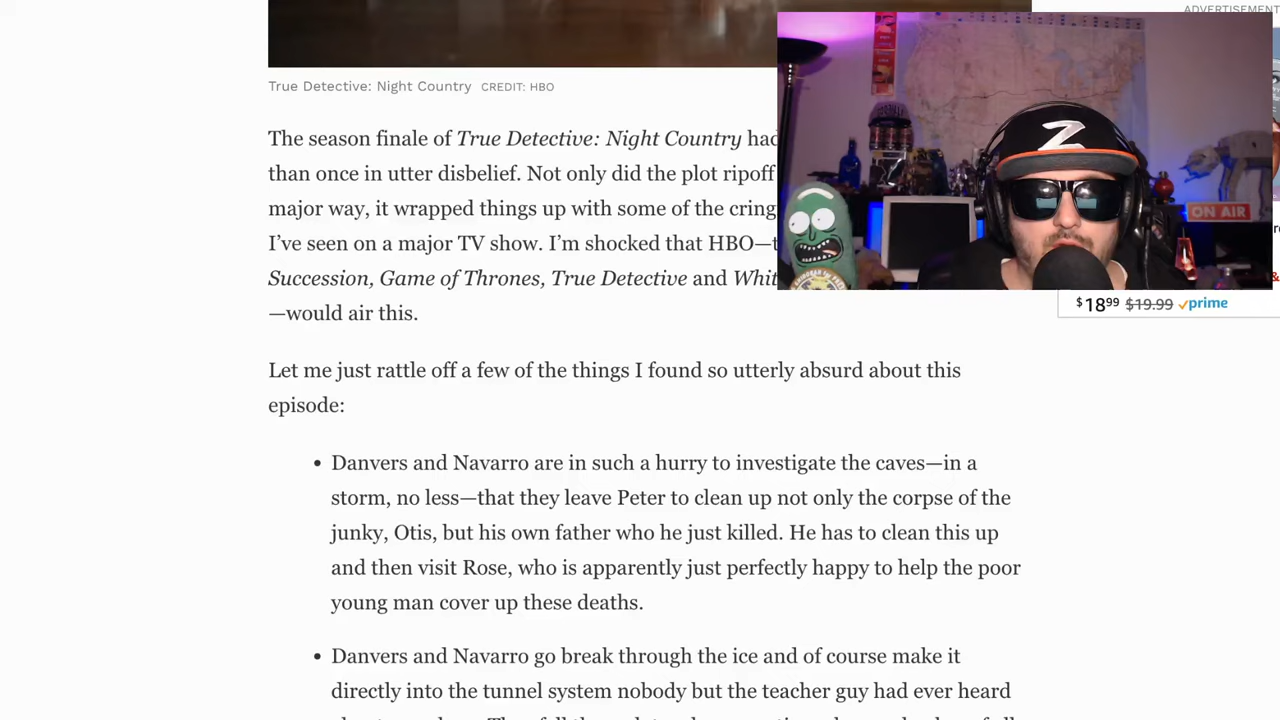 ADVERTISEMENT
True Detective: Night Country CREDIT: HBO
The season finale of True Detective: Night Country had
than once in utter disbelief. Not only did the plot ripoff
major way, it wrapped things up with some of the cring
I've seen on a major TV show. I'm shocked that HBO—t
Succession, Game of Thrones, True Detective and Whit
—would air this.
Z
ON AIR
$18⁹⁹ $19.99 prime
Let me just rattle off a few of the things I found so utterly absurd about this
episode:
• Danvers and Navarro are in such a hurry to investigate the caves—in a
storm, no less—that they leave Peter to clean up not only the corpse of the
junky, Otis, but his own father who he just killed. He has to clean this up
and then visit Rose, who is apparently just perfectly happy to help the poor
young man cover up these deaths.
• Danvers and Navarro go break through the ice and of course make it
directly into the tunnel system nobody but the teacher guy had ever heard